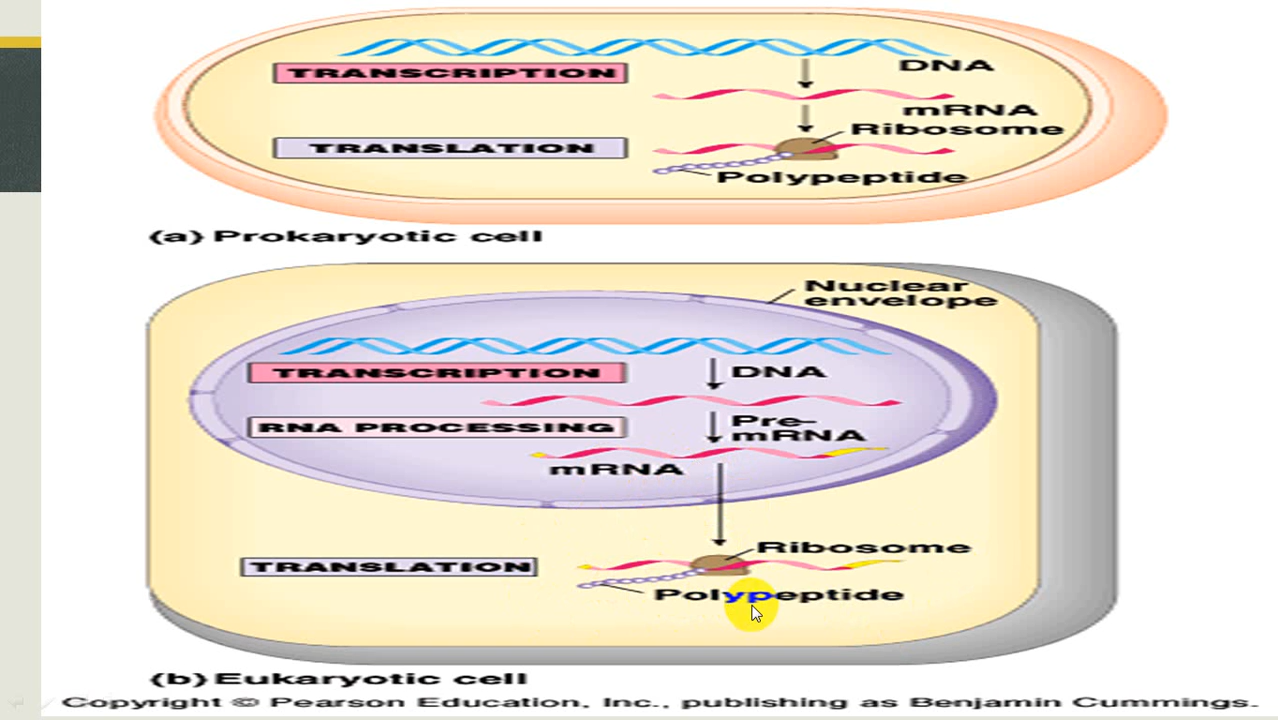 TRANSCRIPTION
DNA
mRNA
Ribosome
TRANSLATION
Polypeptide
(a) Prokaryotic cell
Nuclear
envelope
TRANSCRIPTION
DNA
RNA PROCESSING
Pre-
mRNA
mRNA
Ribosome
TRANSLATION
Polypeptide
(b) Eukaryotic cell
Copyright © Pearson Education, Inc., publishing as Benjamin Cummings.